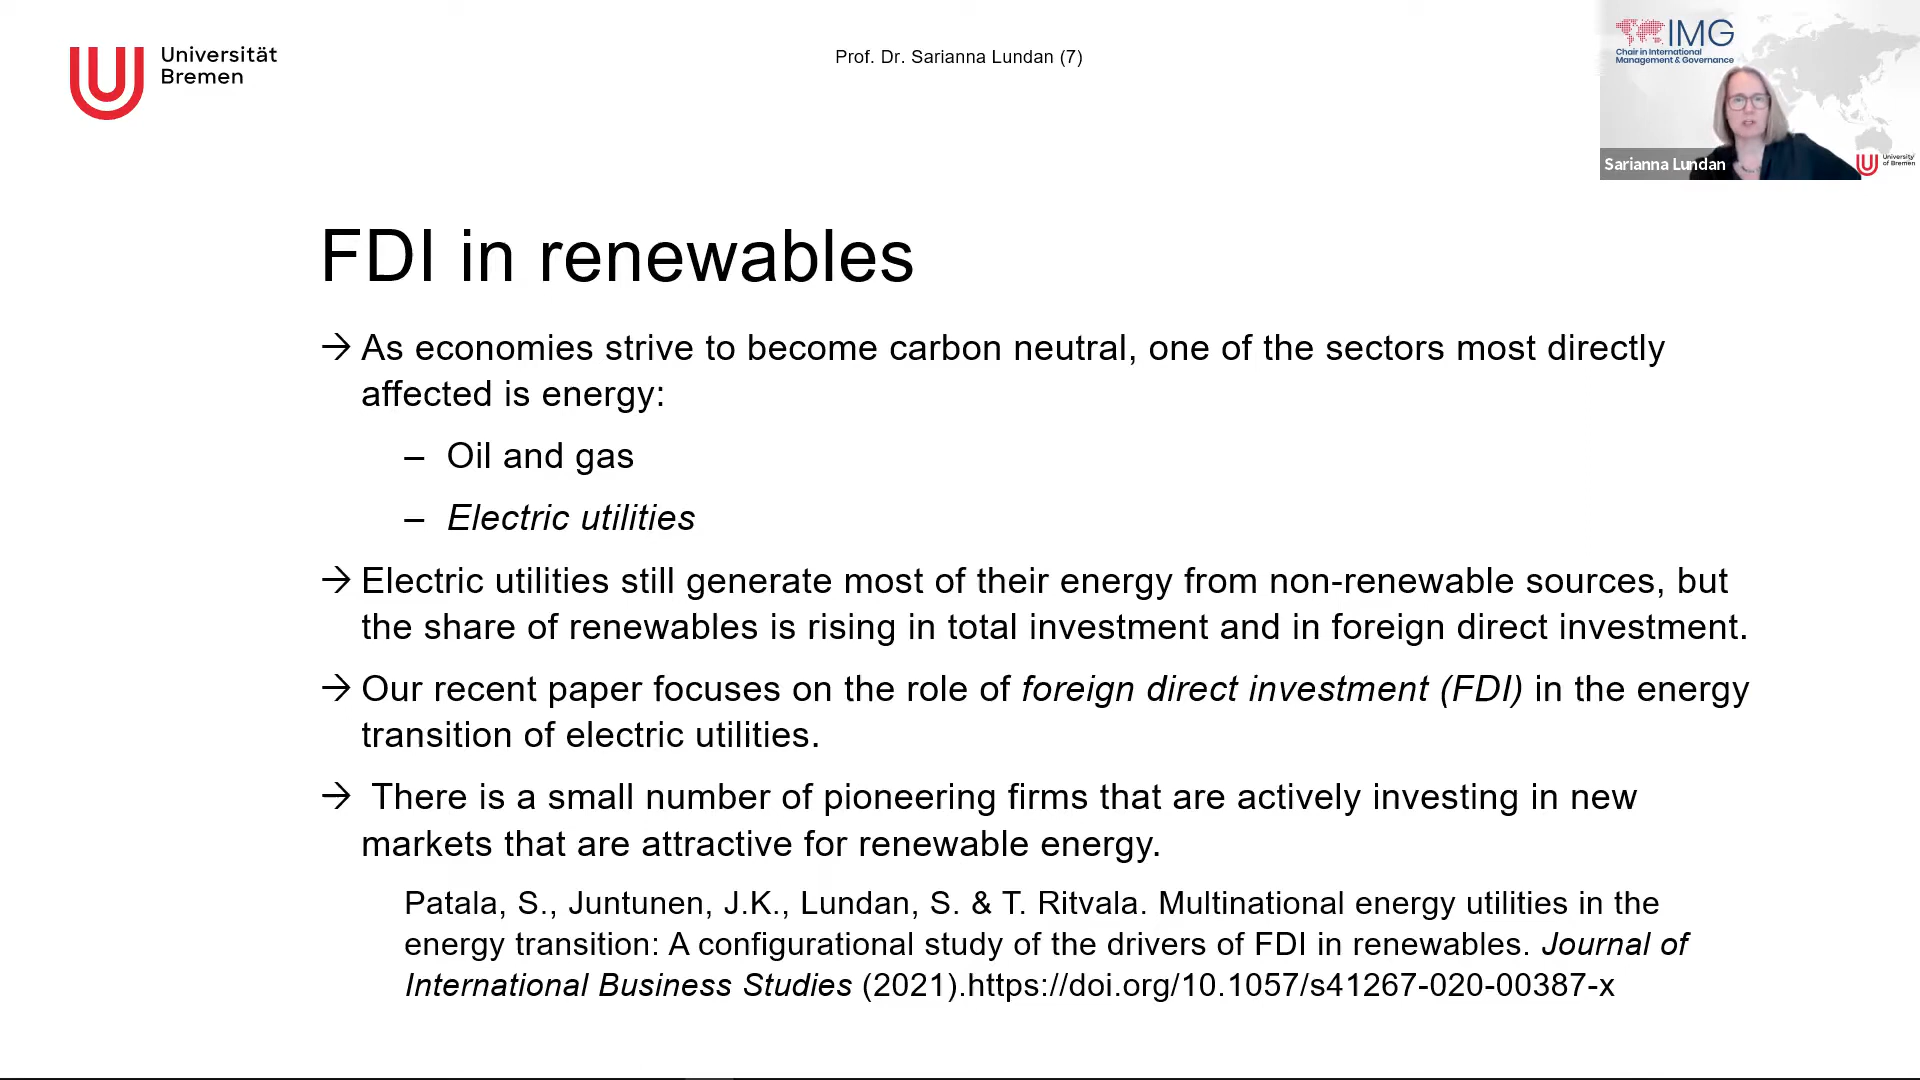 Universität
Bremen
Prof. Dr. Sarianna Lundan (7)
IMG
Chair in International
Management & Governance
Sarianna Lundan
University
of Bremen
FDI in renewables
→ As economies strive to become carbon neutral, one of the sectors most directly
affected is energy:
– Oil and gas
– Electric utilities
→ Electric utilities still generate most of their energy from non-renewable sources, but
the share of renewables is rising in total investment and in foreign direct investment.
→ Our recent paper focuses on the role of foreign direct investment (FDI) in the energy
transition of electric utilities.
→ There is a small number of pioneering firms that are actively investing in new
markets that are attractive for renewable energy.
Patala, S., Juntunen, J.K., Lundan, S. & T. Ritvala. Multinational energy utilities in the
energy transition: A configurational study of the drivers of FDI in renewables. Journal of
International Business Studies (2021).https://doi.org/10.1057/s41267-020-00387-x